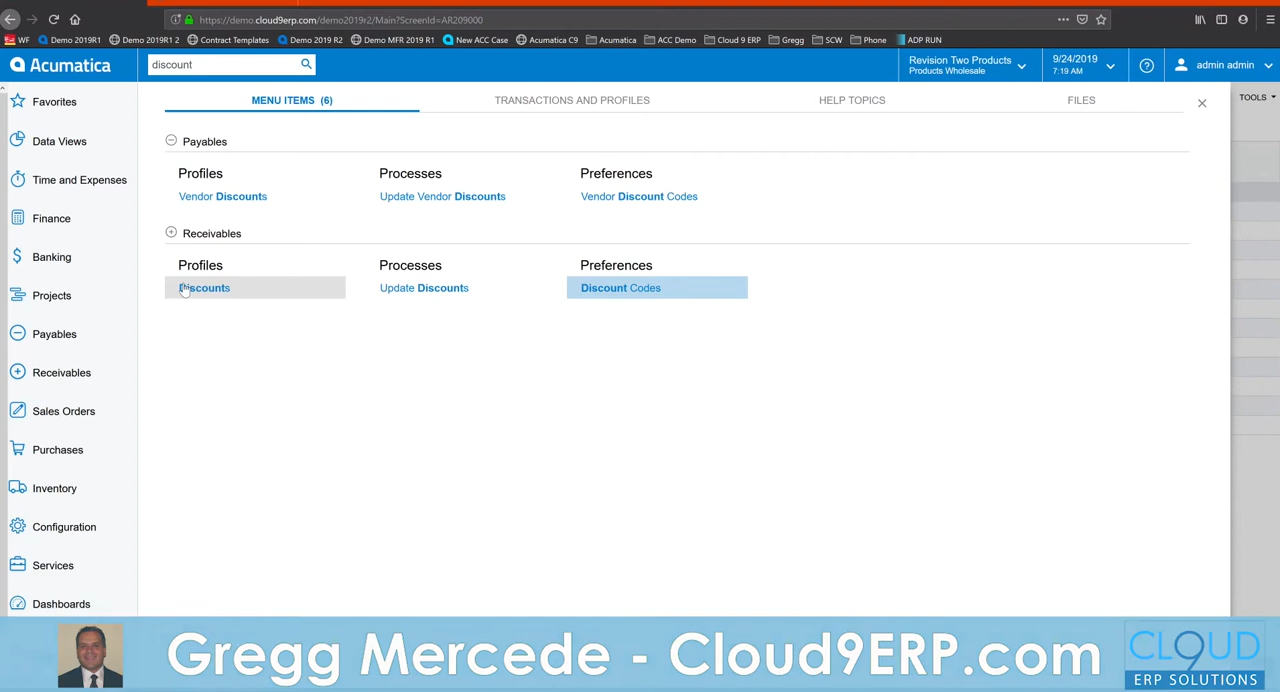 https://demo.cloud9erp.com/demo2019r2/Main?ScreenId=AR209000
WF Demo 2019R1 Demo 2019R1 2 Contract Templates Demo 2019 R2 Demo MFR 2019 R1 New ACC Case Acumatica C9 Acumatica ACC Demo Cloud 9 ERP Gregg SCW Phone ADP RUN
Acumatica
discount
Revision Two Products
Products Wholesale
9/24/2019
7:19 AM
admin admin
Favorites
Data Views
Time and Expenses
Finance
Banking
Projects
Payables
Receivables
Sales Orders
Purchases
Inventory
Configuration
Services
Dashboards
MENU ITEMS (6) TRANSACTIONS AND PROFILES HELP TOPICS FILES
TOOLS
Payables
Profiles Processes Preferences
Vendor Discounts Update Vendor Discounts Vendor Discount Codes
Receivables
Profiles Processes Preferences
Discounts Update Discounts Discount Codes
Gregg Mercede - Cloud9ERP.com
CLOUD9
ERP SOLUTIONS